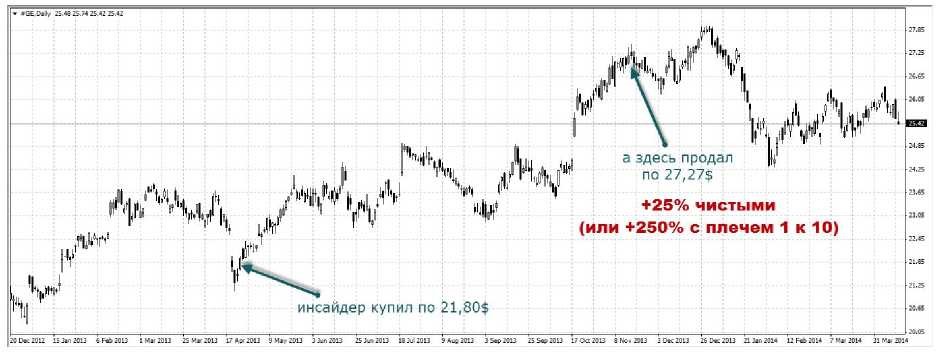 #GE,Daily 25.48 25.74 25.42 25.42
27.85
27.25
26.65
26.05
25.42
24.85
24.25
23.65
23.05
22.45
21.85
21.25
20.65
20.05
а здесь продал
по 27,27$
+25% чистыми
(или +250% с плечем 1 к 10)
инсайдер купил по 21,80$
20 Dec 2012 15 Jan 2013 6 Feb 2013 1 Mar 2013 25 Mar 2013 17 Apr 2013 9 May 2013 3 Jun 2013 25 Jun 2013 18 Jul 2013 9 Aug 2013 3 Sep 2013 25 Sep 2013 17 Oct 2013 8 Nov 2013 3 Dec 2013 26 Dec 2013 21 Jan 2014 12 Feb 2014 7 Mar 2014 31 Mar 2014